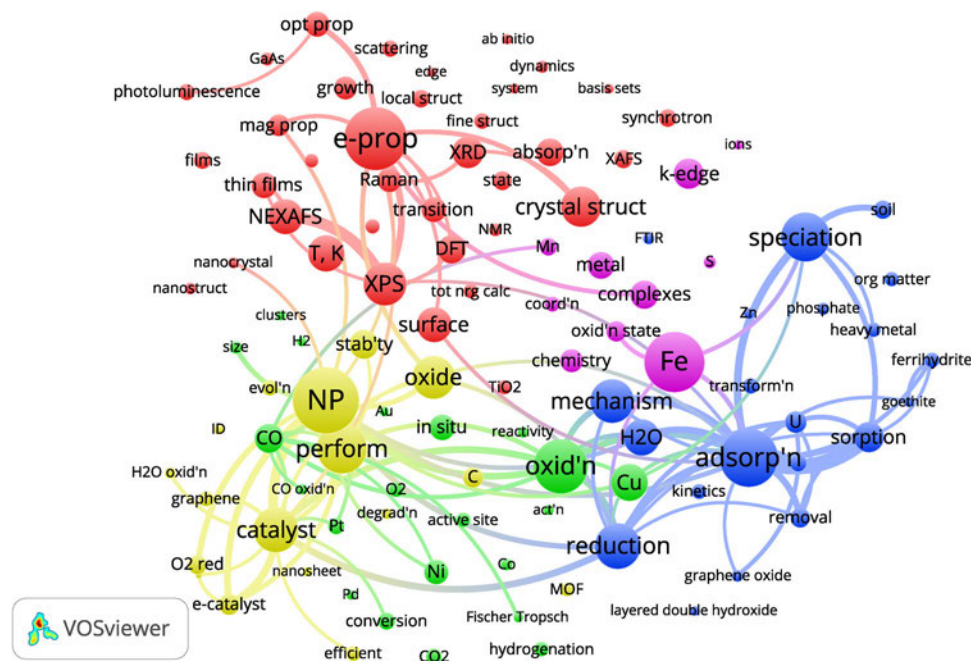 opt prop
ab initio
scattering
GaAs
edge
dynamics
photoluminescence
growth
local struct
system
basis sets
mag prop
fine struct
synchrotron
e-prop
ions
films
XRD
absorp'n
XAFS
Raman
k-edge
thin films
state
NEXAFS
transition
crystal struct
soil
NMR
FTIR
speciation
T, K
DFT
Mn
nanocrystal
metal
S
XPS
org matter
nanostruct
tot nrg calc
complexes
coord'n
Zn
phosphate
clusters
surface
oxid'n state
heavy metal
H2
stab'ty
size
chemistry
Fe
ferrihydrite
evol'n
oxide
TiO2
transform'n
goethite
NP
mechanism
Au
ID
in situ
reactivity
H2O
U
sorption
CO
perform
adsorp'n
oxid'n
H2O oxid'n
C
Cu
CO oxid'n
O2
kinetics
graphene
degrad'n
active site
act'n
removal
Pt
catalyst
reduction
O2 red
Co
nanosheet
Ni
graphene oxide
e-catalyst
Pd
MOF
conversion
Fischer Tropsch
layered double hydroxide
VOSviewer
efficient
CO2
hydrogenation